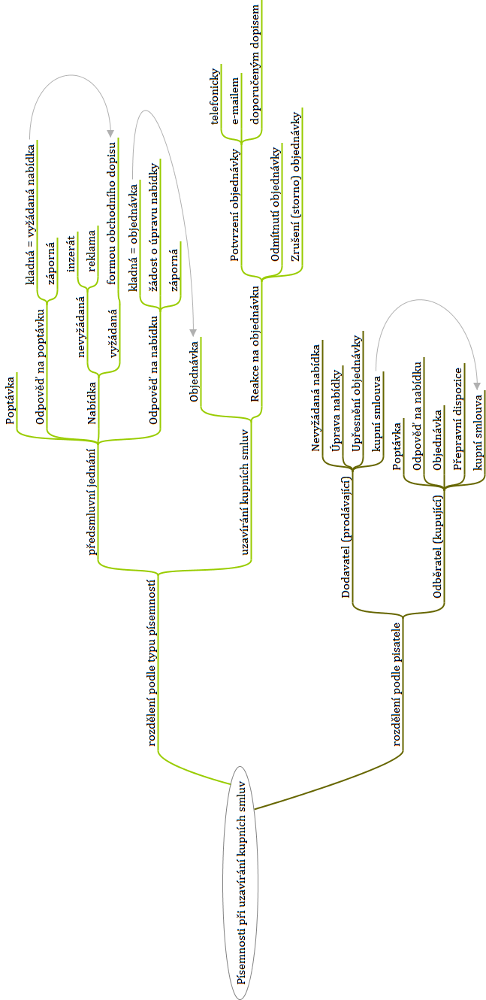 Písemnosti při uzavírání kupních smluv
rozdělení podle typu písemností
předsmluvní jednání
Poptávka
Odpověď na poptávku
kladná = vyžádaná nabídka
záporná
Nabídka
nevyžádaná
inzerát
reklama
vyžádaná
formou obchodního dopisu
Odpověď na nabídku
kladná = objednávka
žádost o úpravu nabídky
záporná
uzavírání kupních smluv
Objednávka
Reakce na objednávku
Potvrzení objednávky
telefonicky
e-mailem
doporučeným dopisem
Odmítnutí objednávky
Zrušení (storno) objednávky
rozdělení podle pisatele
Dodavatel (prodávající)
Nevyžádaná nabídka
Úprava nabídky
Upřesnění objednávky
kupní smlouva
Odběratel (kupující)
Poptávka
Odpověď na nabídku
Objednávka
Přepravní dispozice
kupní smlouva